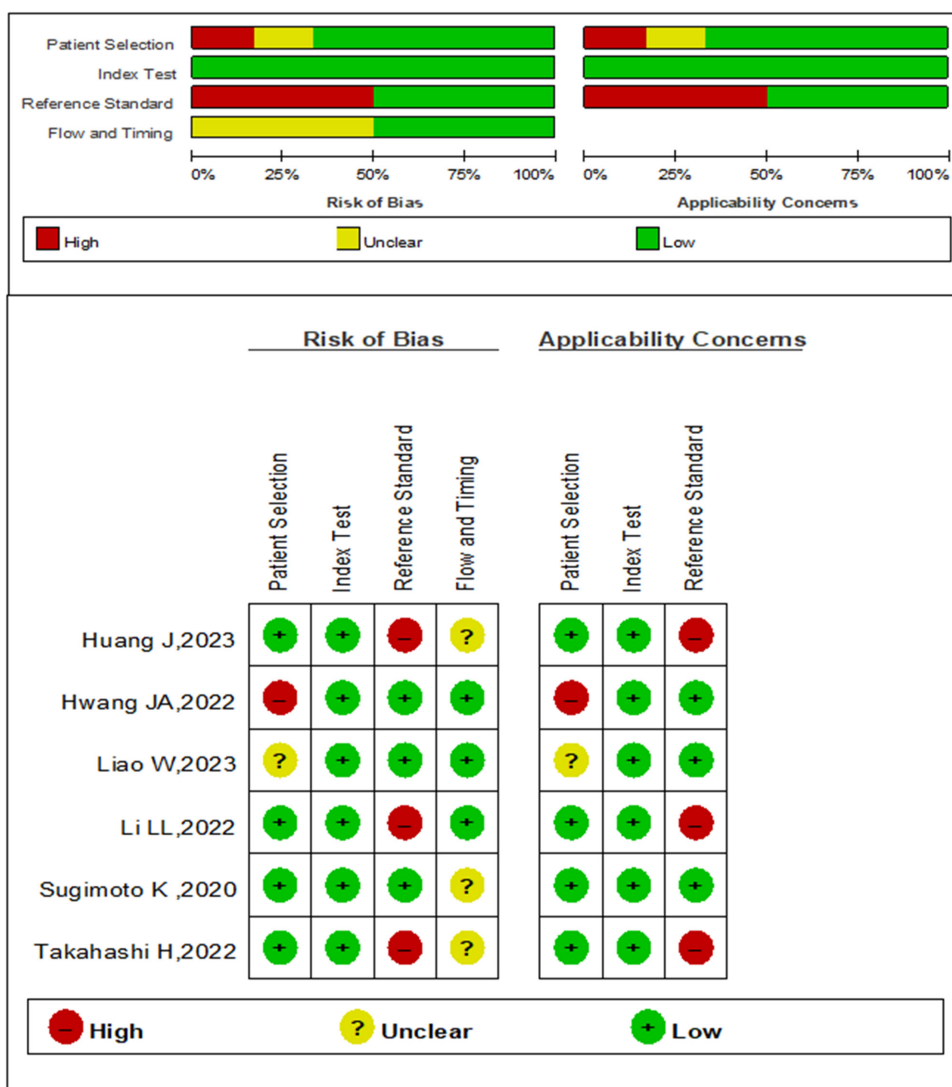 Patient Selection
Index Test
Reference Standard
Flow and Timing
0% 25% 50% 75% 100% 0% 25% 50% 75% 100%
Risk of Bias Applicability Concerns
High Unclear Low
Risk of Bias Applicability Concerns
Patient Selection Index Test Reference Standard Flow and Timing Patient Selection Index Test Reference Standard
Huang J,2023 + + – ? + + –
Hwang JA,2022 – + + + – + +
Liao W,2023 ? + + + ? + +
Li LL,2022 + + – + + + –
Sugimoto K ,2020 + + + ? + + +
Takahashi H,2022 + + – ? + + –
– High ? Unclear + Low